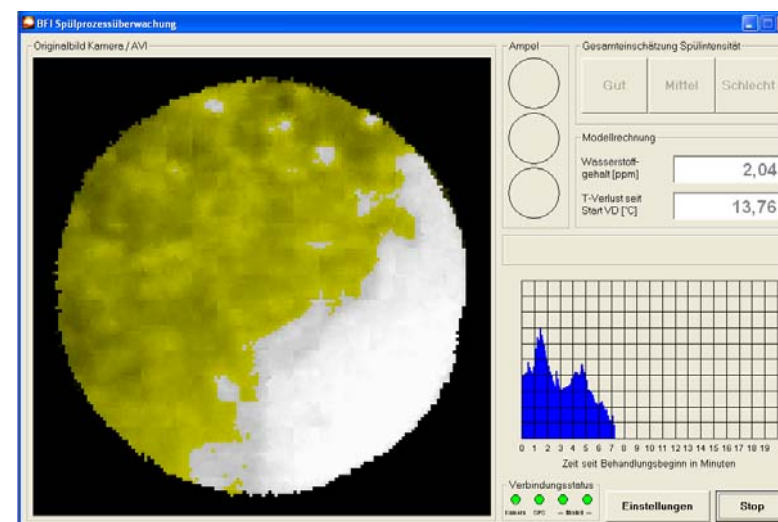 BFI Spülprozessüberwachung
Originalbild Kamera / AVI
Ampel
Gesamteinschätzung Spülintensität
Gut Mittel Schlecht
Modellrechnung
Wasserstoff-
gehalt [ppm]
2,04
T-Verlust seit
Start VD [°C]
13,76
0 1 2 3 4 5 6 7 8 9 10 11 12 13 14 15 16 17 18 19
Zeit seit Behandlungsbeginn in Minuten
Verbindungsstatus
Kamera OPC — Modell —
Einstellungen
Stop